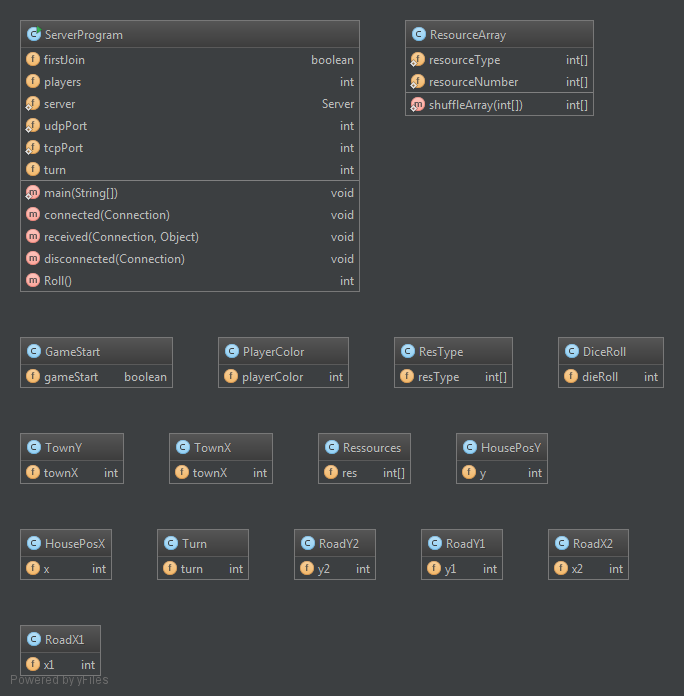 ServerProgram
firstJoin boolean
players int
server Server
udpPort int
tcpPort int
turn int
main(String[]) void
connected(Connection) void
received(Connection, Object) void
disconnected(Connection) void
Roll() int
ResourceArray
resourceType int[]
resourceNumber int[]
shuffleArray(int[]) int[]
GameStart
gameStart boolean
PlayerColor
playerColor int
ResType
resType int[]
DiceRoll
dieRoll int
TownY
townX int
TownX
townX int
Ressources
res int[]
HousePosY
y int
HousePosX
x int
Turn
turn int
RoadY2
y2 int
RoadY1
y1 int
RoadX2
x2 int
RoadX1
x1 int
Powered by yFiles